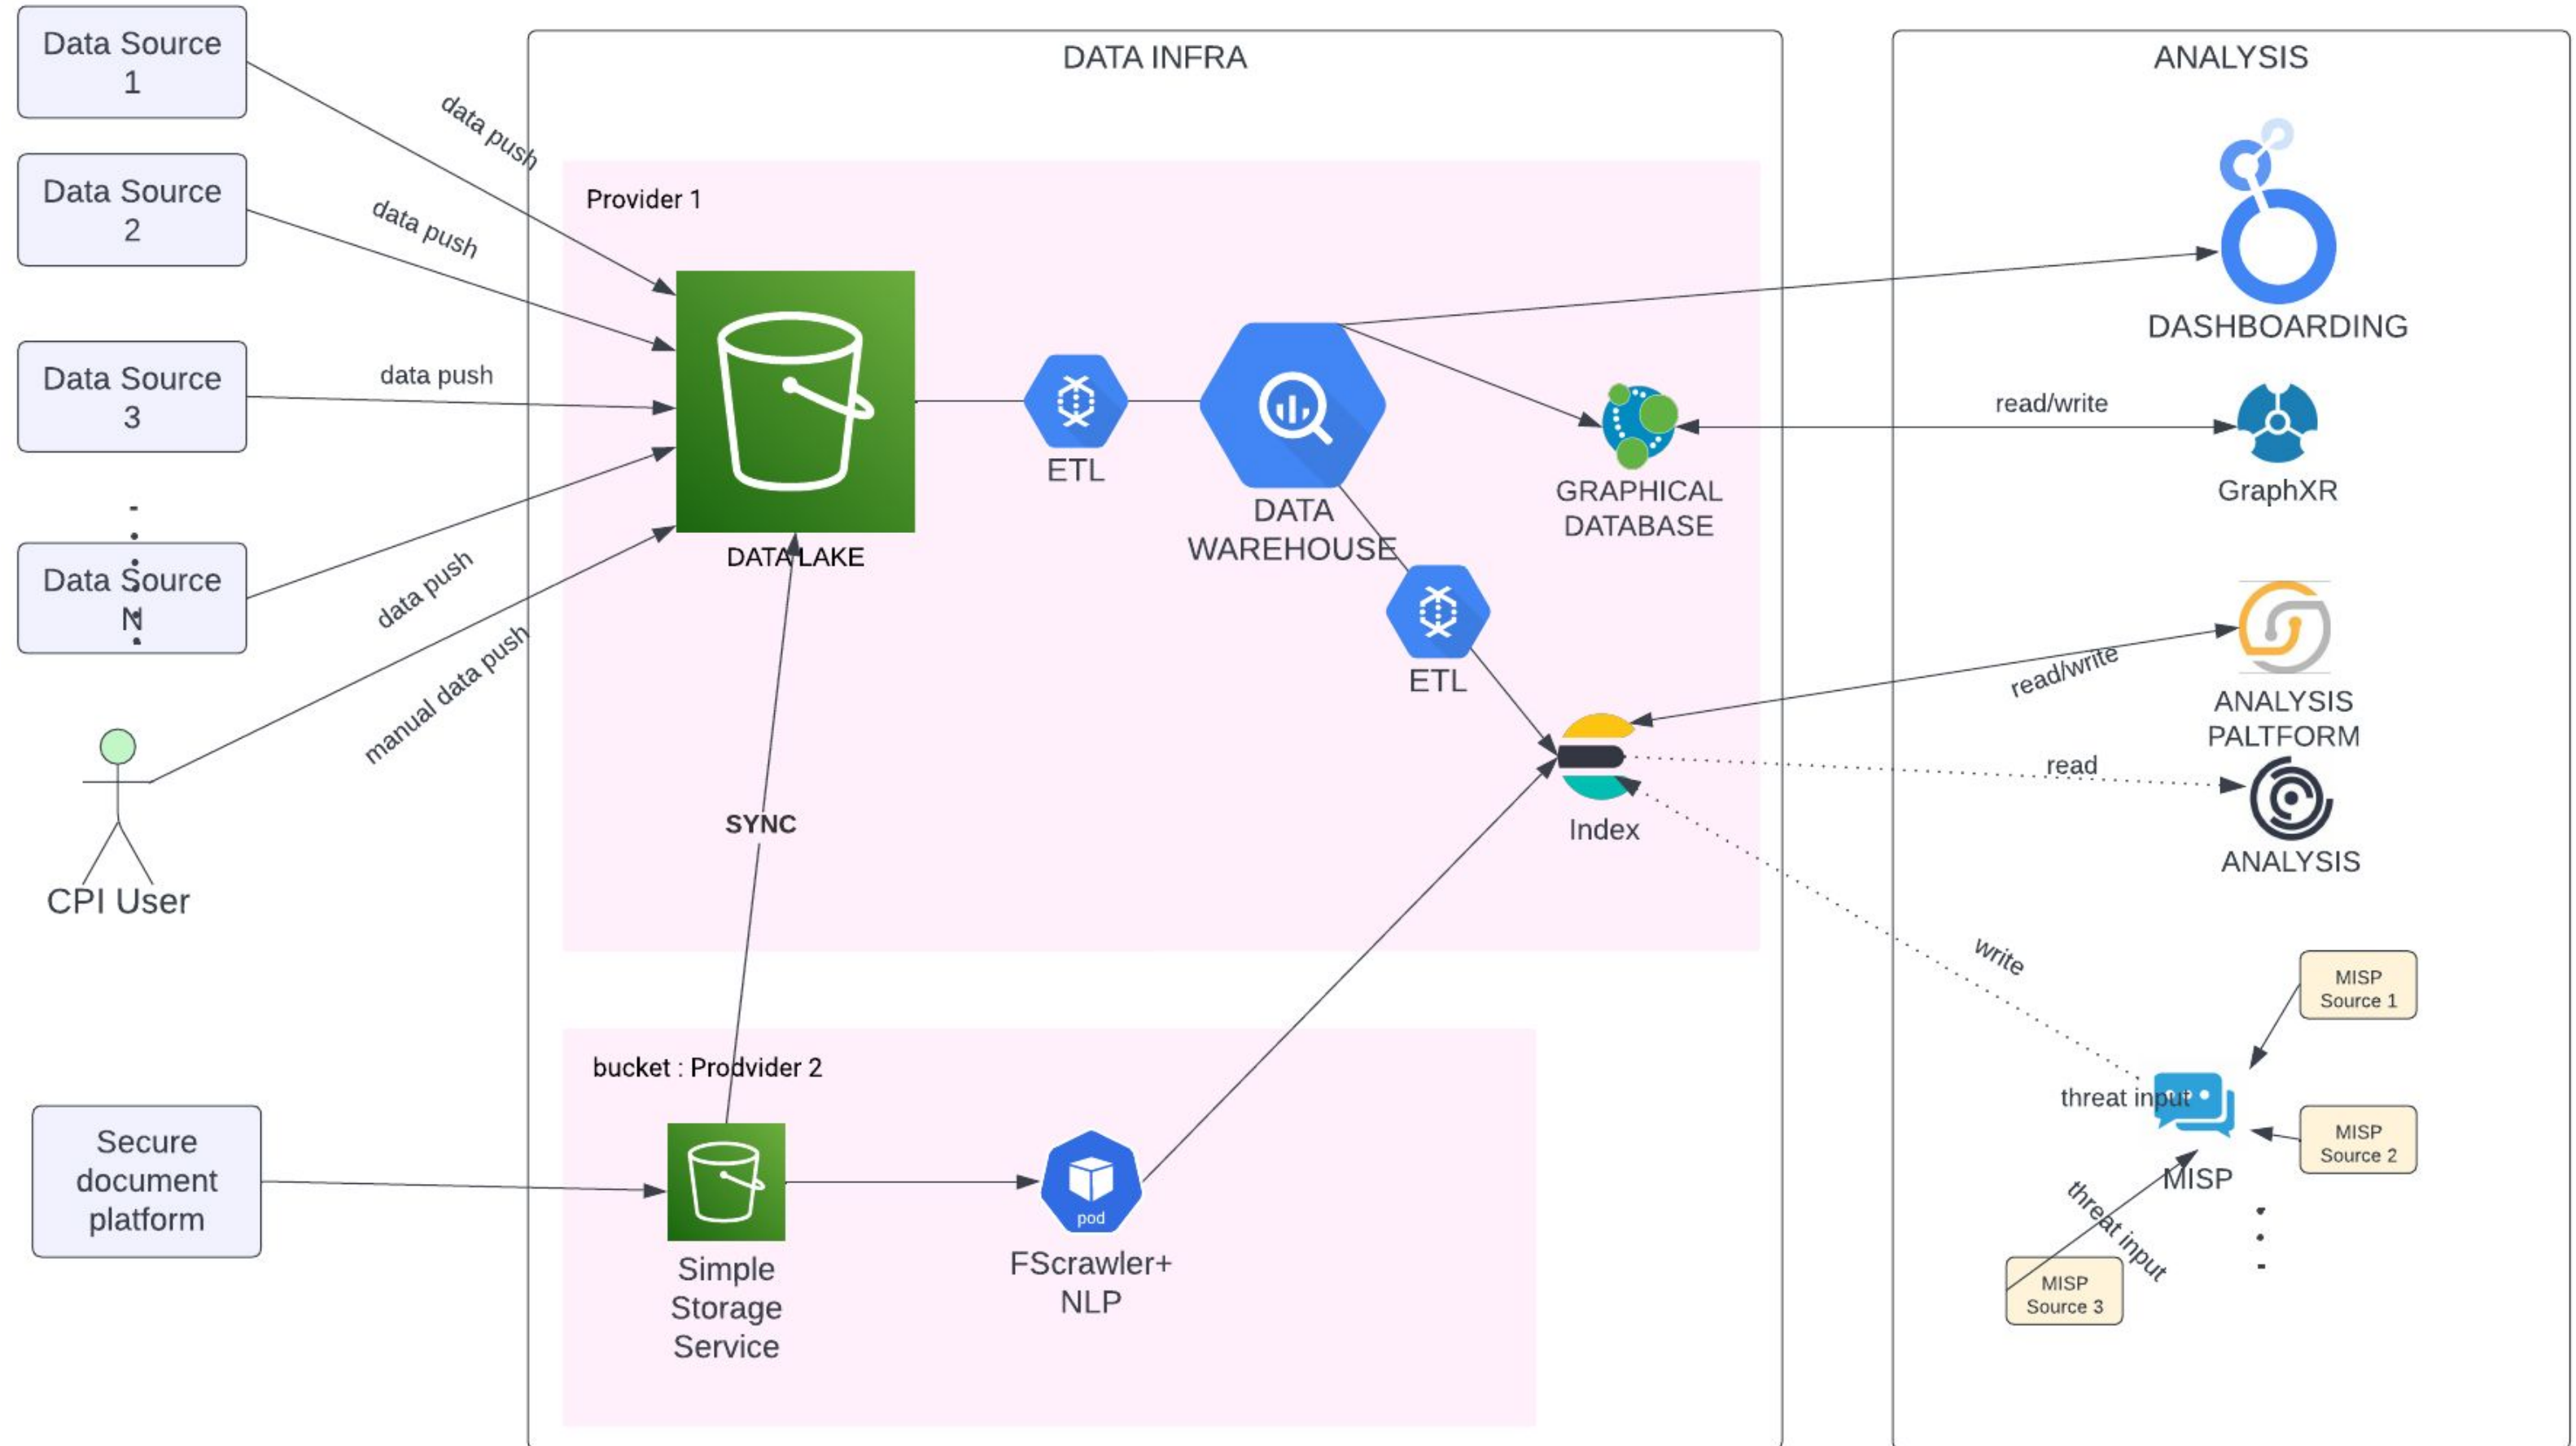 Data Source
1
Data Source
2
Data Source
3
Data Source
N
CPI User
Secure
document
platform
data push
data push
data push
data push
manual data push
DATA INFRA
Provider 1
DATA LAKE
ETL
DATA
WAREHOUSE
GRAPHICAL
DATABASE
ETL
Index
SYNC
bucket : Prodvider 2
Simple
Storage
Service
pod
FScrawler+
NLP
ANALYSIS
DASHBOARDING
read/write
GraphXR
read/write
ANALYSIS
PALTFORM
read
ANALYSIS
write
MISP
Source 1
threat input
MISP
Source 2
MISP
threat input
MISP
Source 3